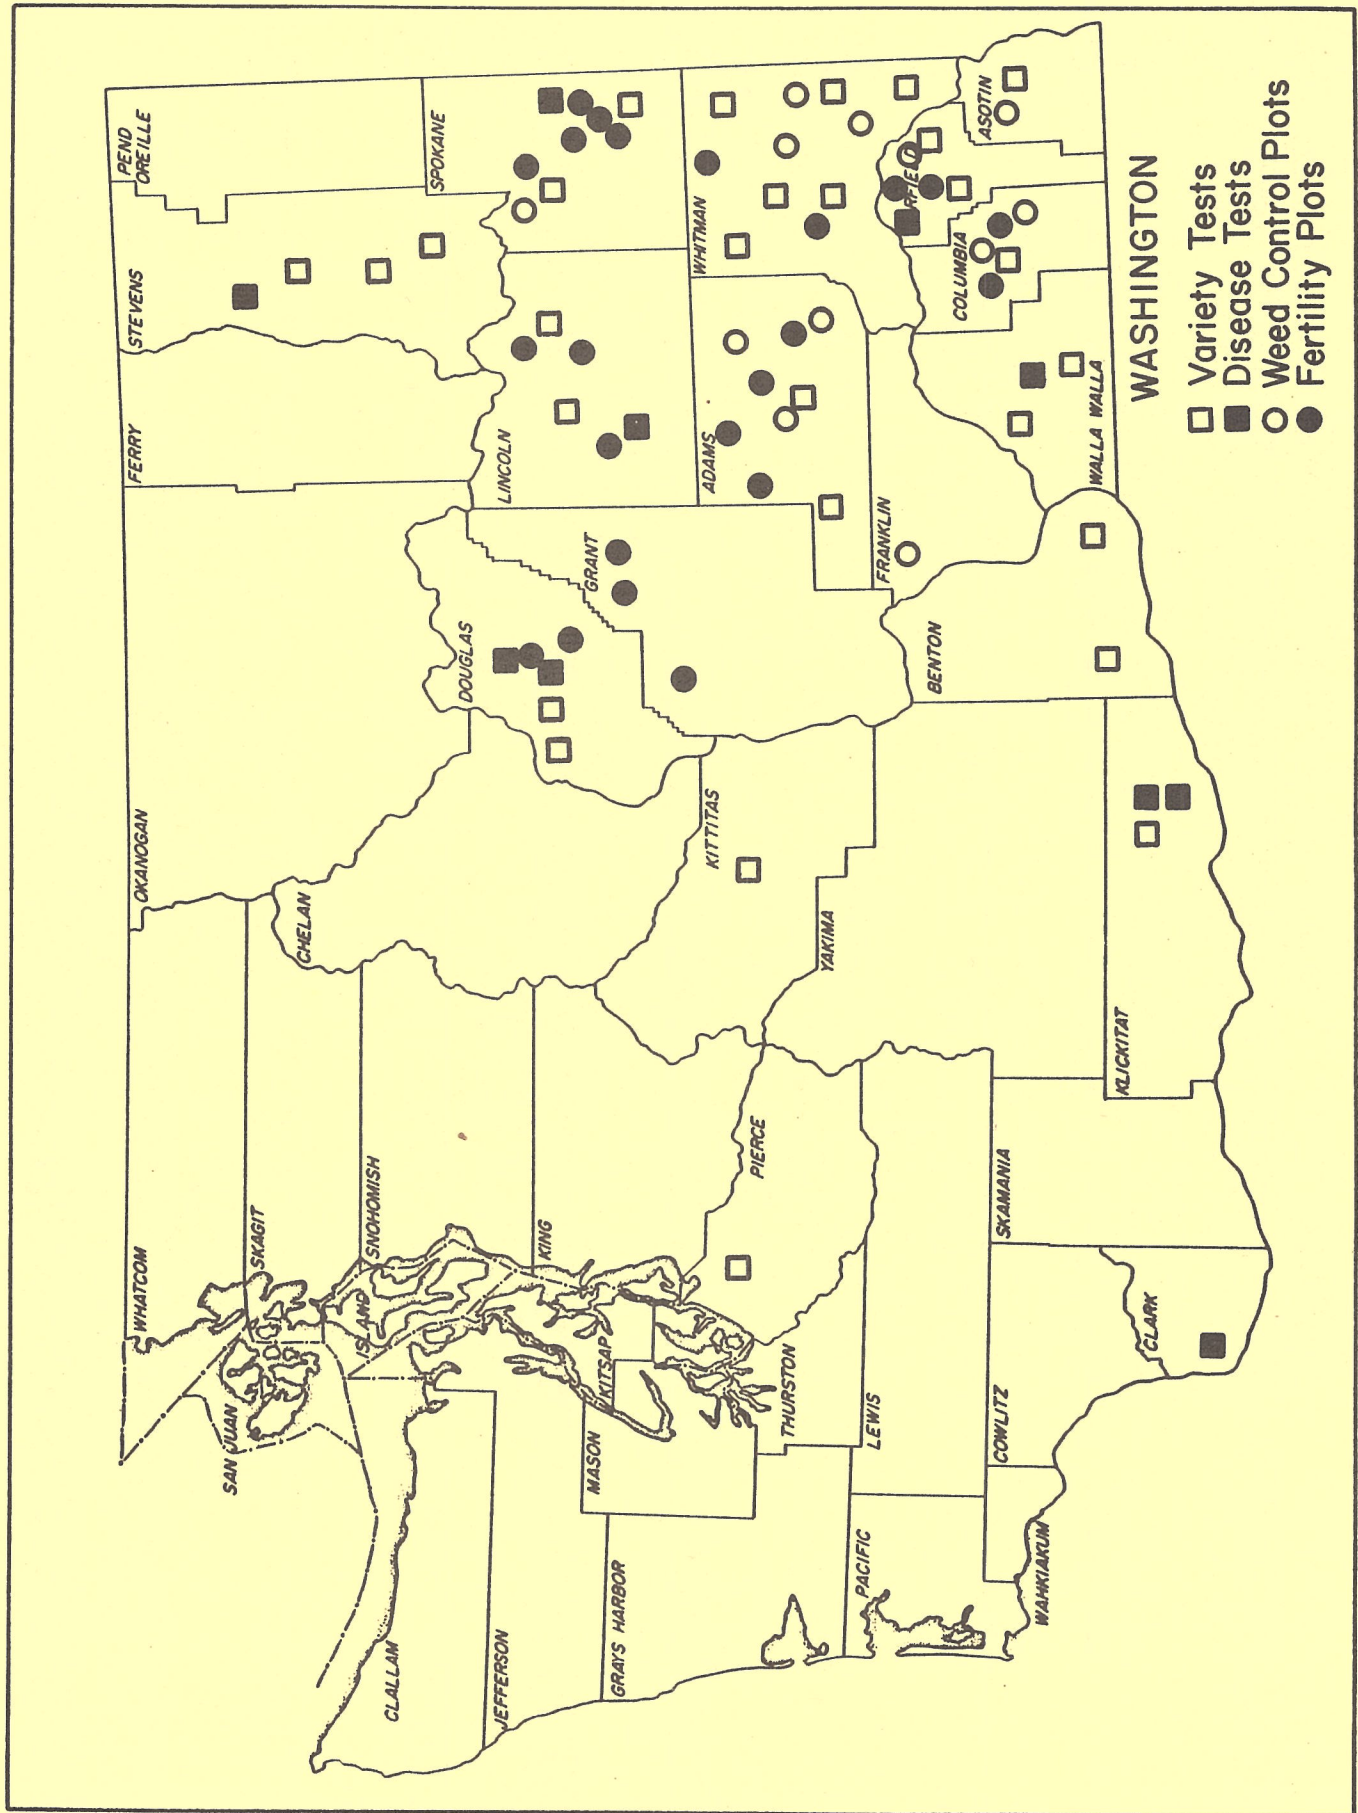 WHATCOM
OKANOGAN
FERRY
STEVENS
PEND
OREILLE
SAN JUAN
SKAGIT
CHELAN
ISLAND
SNOHOMISH
CLALLAM
DOUGLAS
SPOKANE
JEFFERSON
KING
LINCOLN
MASON
KITSAP
GRANT
GRAYS HARBOR
KITTITAS
ADAMS
WHITMAN
THURSTON
PIERCE
YAKIMA
PACIFIC
LEWIS
FRANKLIN
BENTON
COLUMBIA
ASOTIN
COWLITZ
SKAMANIA
WAHKIAKUM
WALLA WALLA
KLICKITAT
CLARK
WASHINGTON
Variety Tests
Disease Tests
Weed Control Plots
Fertility Plots